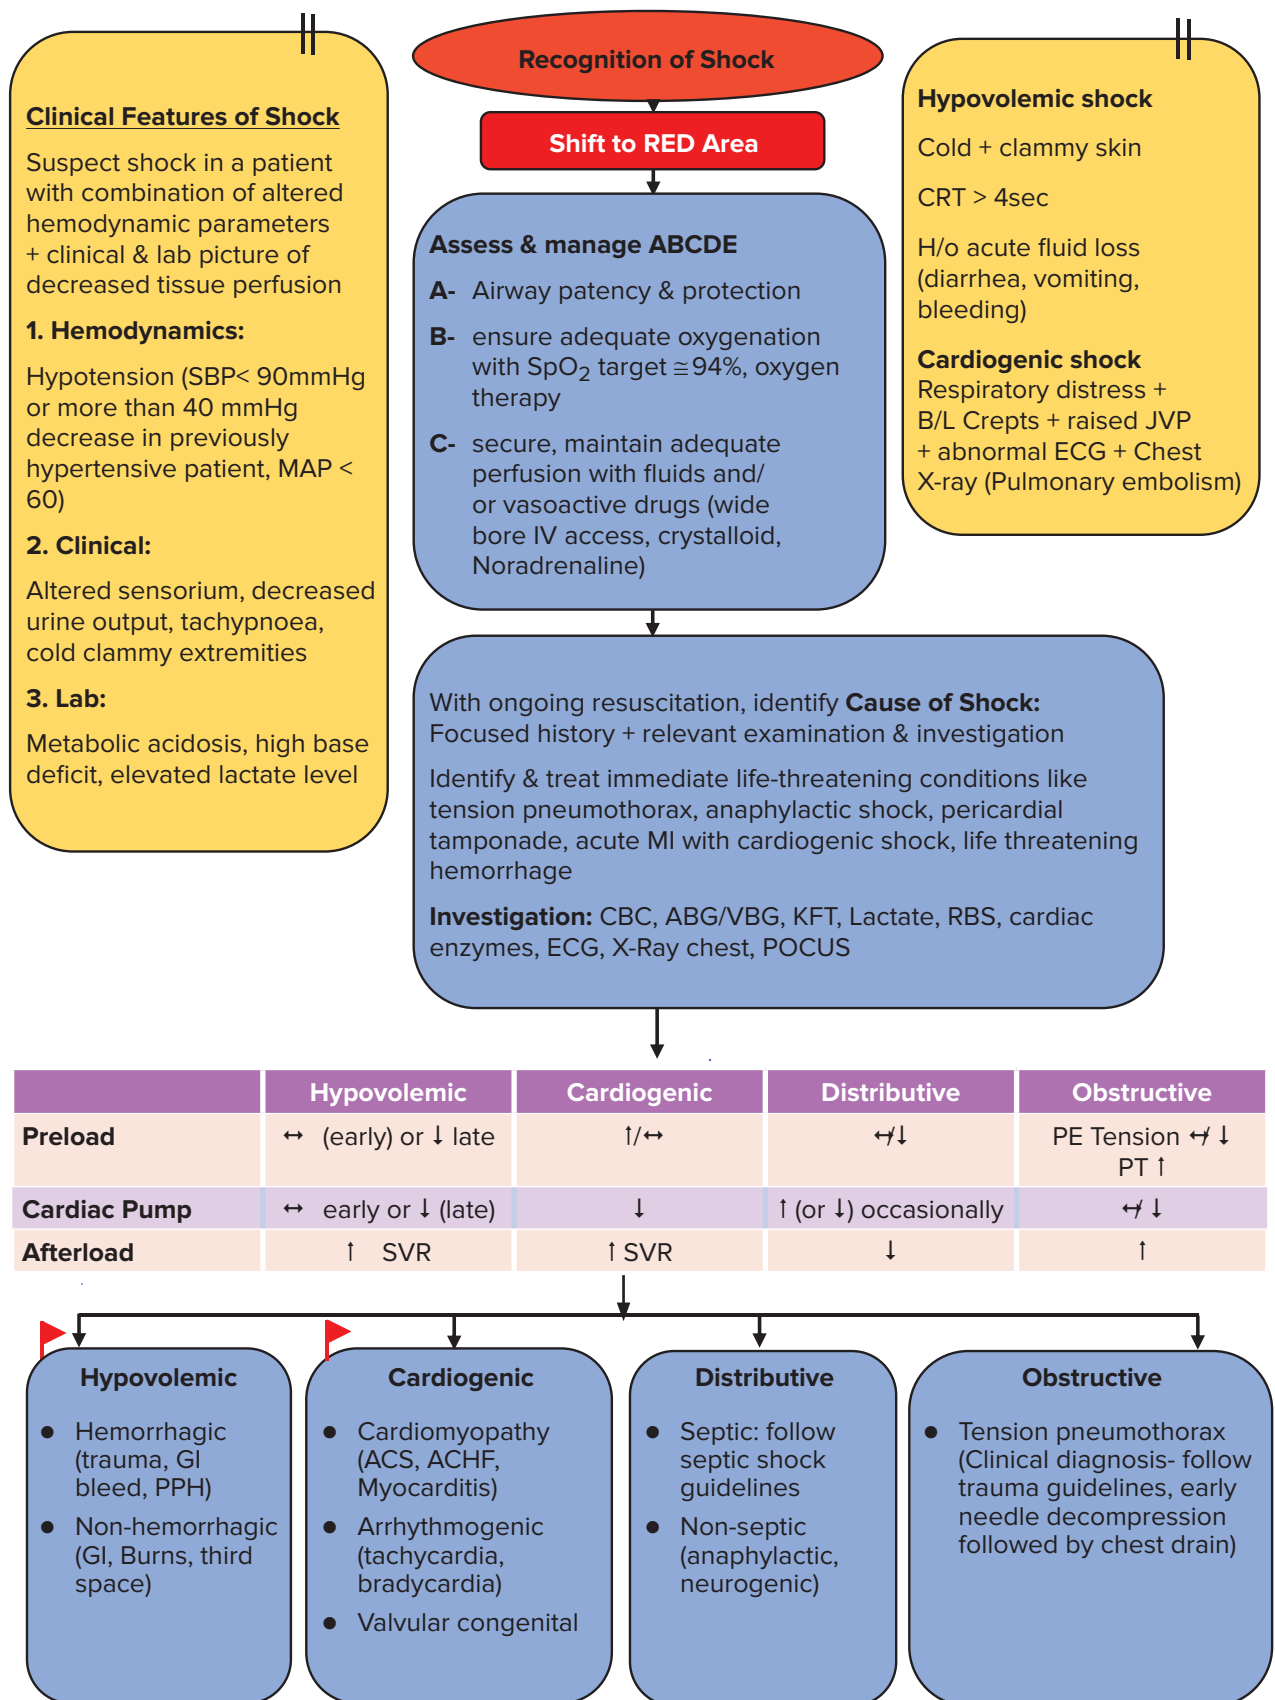 Recognition of Shock
Shift to RED Area
Clinical Features of Shock
Suspect shock in a patient
with combination of altered
hemodynamic parameters
+ clinical & lab picture of
decreased tissue perfusion
1. Hemodynamics:
Hypotension (SBP< 90mmHg
or more than 40 mmHg
decrease in previously
hypertensive patient, MAP <
60)
2. Clinical:
Altered sensorium, decreased
urine output, tachypnoea,
cold clammy extremities
3. Lab:
Metabolic acidosis, high base
deficit, elevated lactate level
Assess & manage ABCDE
A- Airway patency & protection
B- ensure adequate oxygenation
with SpO₂ target ≅94%, oxygen
therapy
C- secure, maintain adequate
perfusion with fluids and/
or vasoactive drugs (wide
bore IV access, crystalloid,
Noradrenaline)
Hypovolemic shock
Cold + clammy skin
CRT > 4sec
H/o acute fluid loss
(diarrhea, vomiting,
bleeding)
Cardiogenic shock
Respiratory distress +
B/L Crepts + raised JVP
+ abnormal ECG + Chest
X-ray (Pulmonary embolism)
With ongoing resuscitation, identify Cause of Shock:
Focused history + relevant examination & investigation
Identify & treat immediate life-threatening conditions like
tension pneumothorax, anaphylactic shock, pericardial
tamponade, acute MI with cardiogenic shock, life threatening
hemorrhage
Investigation: CBC, ABG/VBG, KFT, Lactate, RBS, cardiac
enzymes, ECG, X-Ray chest, POCUS
Hypovolemic Cardiogenic Distributive Obstructive
Preload ↔ (early) or ↓ late ↑/↔ ↔/↓ PE Tension ↔/ ↓
PT ↑
Cardiac Pump ↔ early or ↓ (late) ↓ ↑ (or ↓) occasionally ↔/ ↓
Afterload ↑ SVR ↑ SVR ↓ ↑
Hypovolemic
● Hemorrhagic
(trauma, GI
bleed, PPH)
● Non-hemorrhagic
(GI, Burns, third
space)
Cardiogenic
● Cardiomyopathy
(ACS, ACHF,
Myocarditis)
● Arrhythmogenic
(tachycardia,
bradycardia)
● Valvular congenital
Distributive
● Septic: follow
septic shock
guidelines
● Non-septic
(anaphylactic,
neurogenic)
Obstructive
● Tension pneumothorax
(Clinical diagnosis- follow
trauma guidelines, early
needle decompression
followed by chest drain)